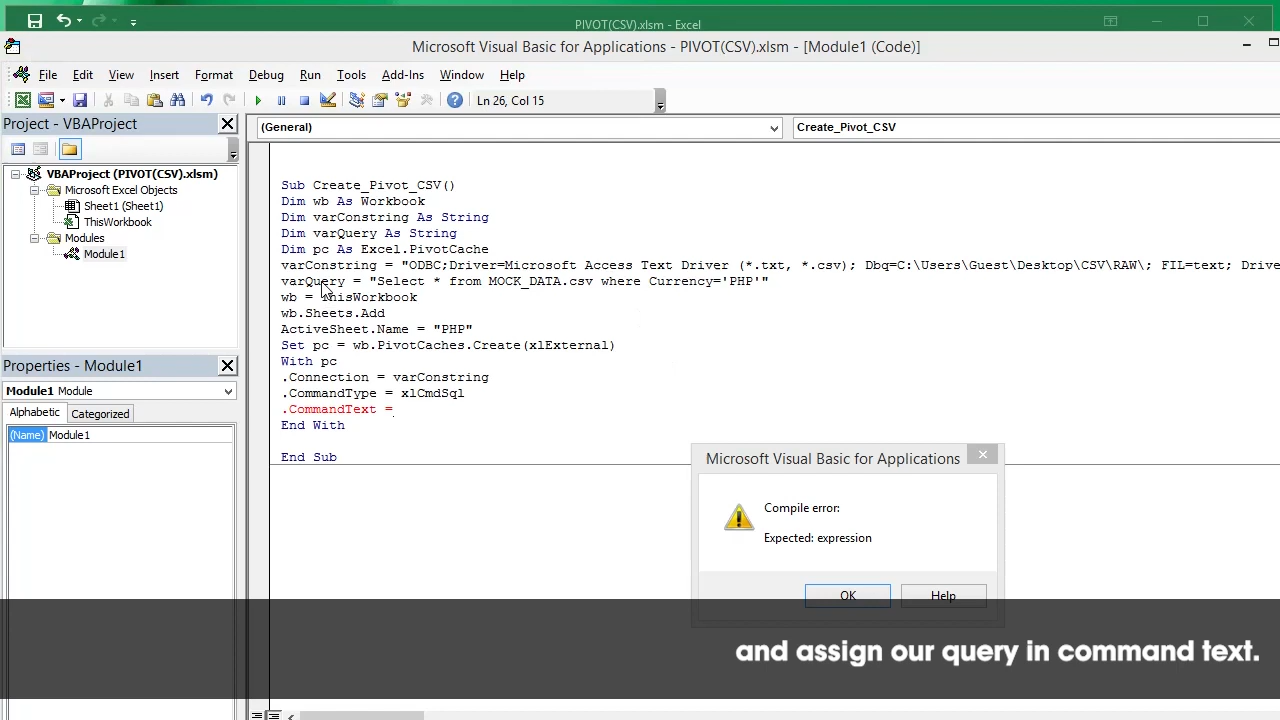 PIVOT(CSV).xlsm - Excel
Microsoft Visual Basic for Applications - PIVOT(CSV).xlsm - [Module1 (Code)]
File Edit View Insert Format Debug Run Tools Add-Ins Window Help
Ln 26, Col 15
Project - VBAProject
(General)
Create_Pivot_CSV
VBAProject (PIVOT(CSV).xlsm)
Microsoft Excel Objects
Sheet1 (Sheet1)
ThisWorkbook
Modules
Module1
Properties - Module1
Module1 Module
Alphabetic Categorized
(Name) Module1
Sub Create_Pivot_CSV()
Dim wb As Workbook
Dim varConstring As String
Dim varQuery As String
Dim pc As Excel.PivotCache
varConstring = "ODBC;Driver=Microsoft Access Text Driver (*.txt, *.csv); Dbq=C:\Users\Guest\Desktop\CSV\RAW\; FIL=text; Drive
varQuery = "Select * from MOCK_DATA.csv where Currency='PHP'"
wb = ThisWorkbook
wb.Sheets.Add
ActiveSheet.Name = "PHP"
Set pc = wb.PivotCaches.Create(xlExternal)
With pc
.Connection = varConstring
.CommandType = xlCmdSql
.CommandText =
End With
End Sub
Microsoft Visual Basic for Applications
Compile error:
Expected: expression
OK Help
and assign our query in command text.